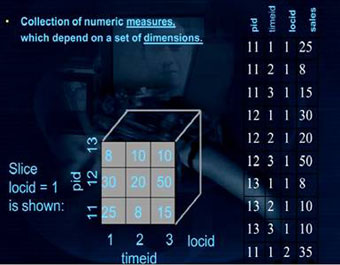 • Collection of numeric measures,
which depend on a set of dimensions.
pid timeid locid sales
11 1 1 25
11 2 1 8
11 3 1 15
12 1 1 30
12 2 1 20
12 3 1 50
13 1 1 8
13 2 1 10
13 3 1 10
11 1 2 35
Slice
locid = 1
is shown:
pid
13
12
11
8 10 10
30 20 50
25 8 15
1 2 3 locid
timeid